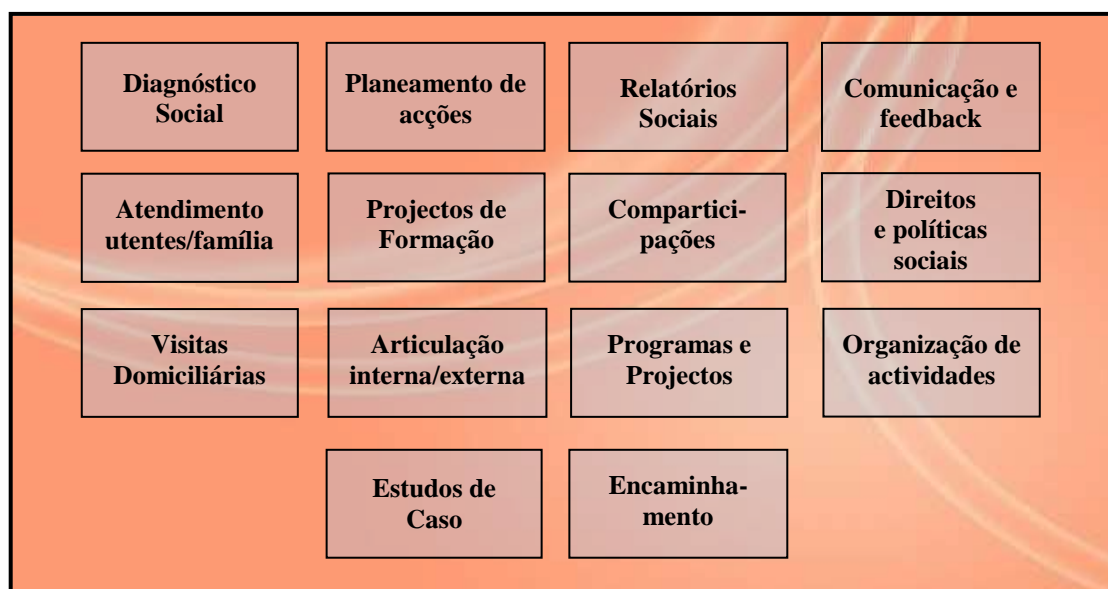 Diagnóstico
Social
Planeamento de
acções
Relatórios
Sociais
Comunicação e
feedback
Atendimento
utentes/família
Projectos de
Formação
Compartici-
pações
Direitos
e políticas
sociais
Visitas
Domiciliárias
Articulação
interna/externa
Programas e
Projectos
Organização de
actividades
Estudos de
Caso
Encaminha-
mento